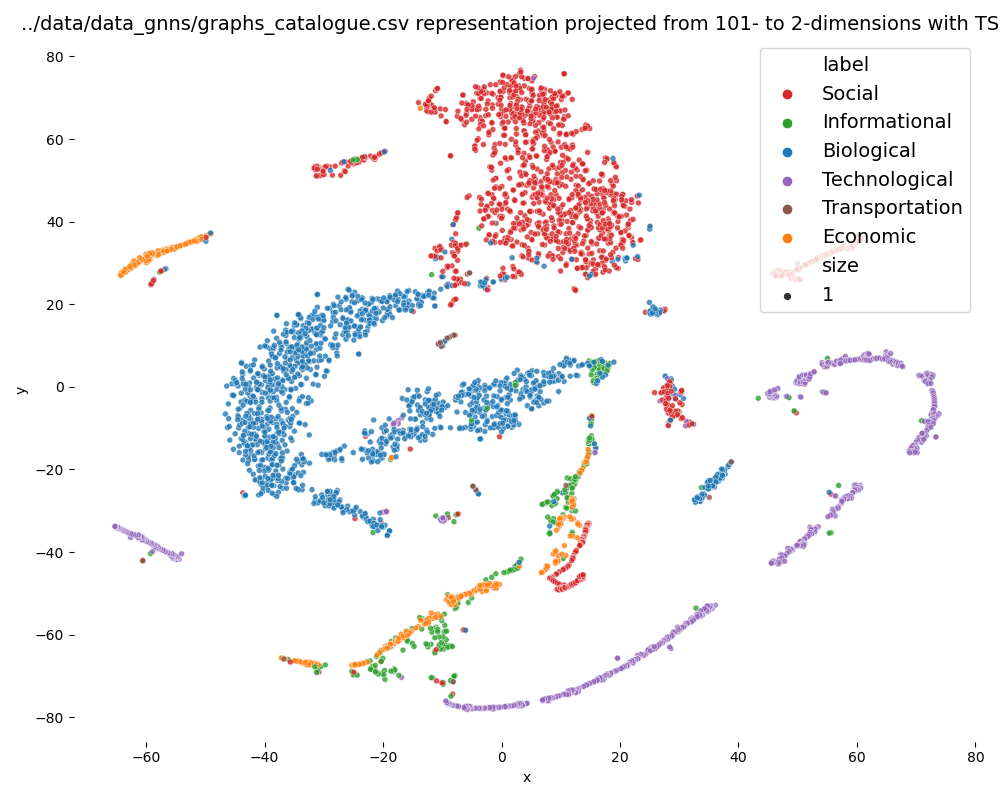 ../data/data_gnns/graphs_catalogue.csv representation projected from 101- to 2-dimensions with TS
label
Social
Informational
Biological
Technological
Transportation
Economic
size
1
80
60
40
20
0
−20
−40
−60
−80
y
−60
−40
−20
0
20
40
60
80
x